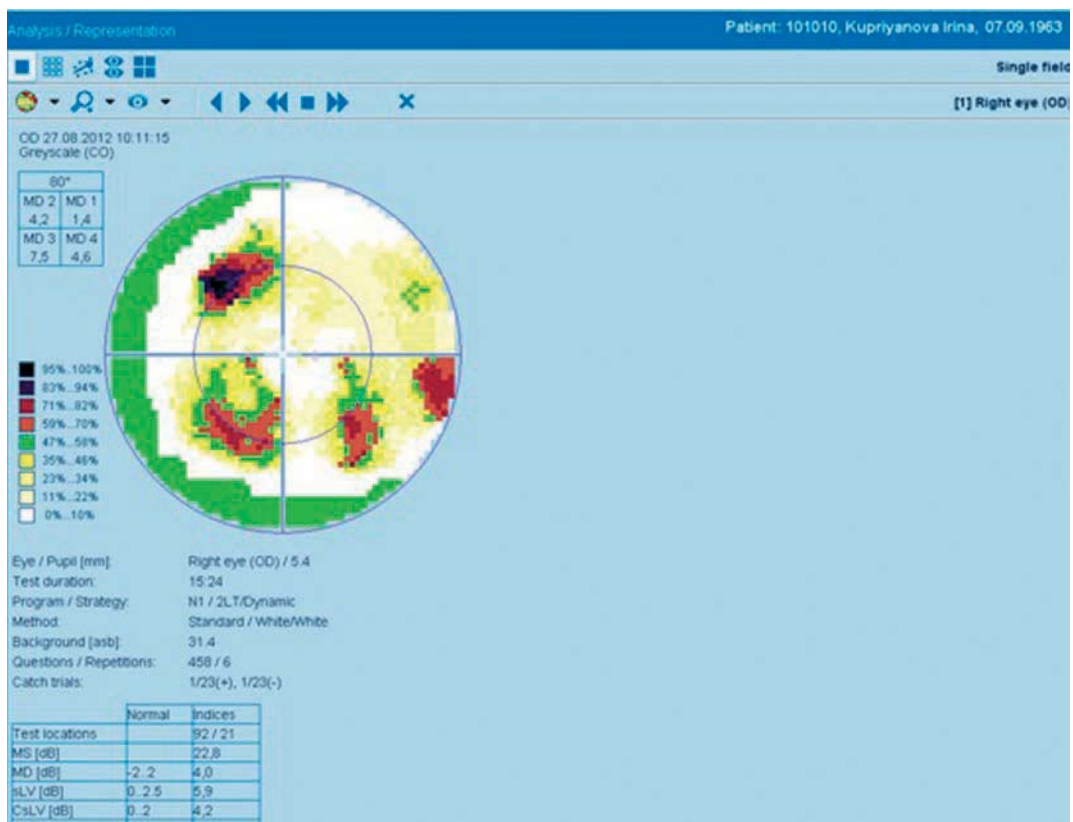 Analysis / Representation
Patient: 101010, Kupriyanova Irina, 07.09.1963
Single field
[1] Right eye (OD)
OD 27.08.2012 10:11:15
Greyscale (CO)
80°
MD 2 MD 1
4,2 1,4
MD 3 MD 4
7,5 4,6
95%..100%
83%..94%
71%..82%
59%..70%
47%..58%
35%..46%
23%..34%
11%..22%
0%..10%
Eye / Pupil [mm]: Right eye (OD) / 5.4
Test duration: 15:24
Program / Strategy: N1 / 2LT/Dynamic
Method: Standard / White/White
Background [asb]: 31.4
Questions / Repetitions: 458 / 6
Catch trials: 1/23(+), 1/23(-)
Normal Indices
Test locations 92 / 21
MS [dB] 22,8
MD [dB] -2..2 4,0
sLV [dB] 0..2.5 5,9
CsLV [dB] 0..2 4,2